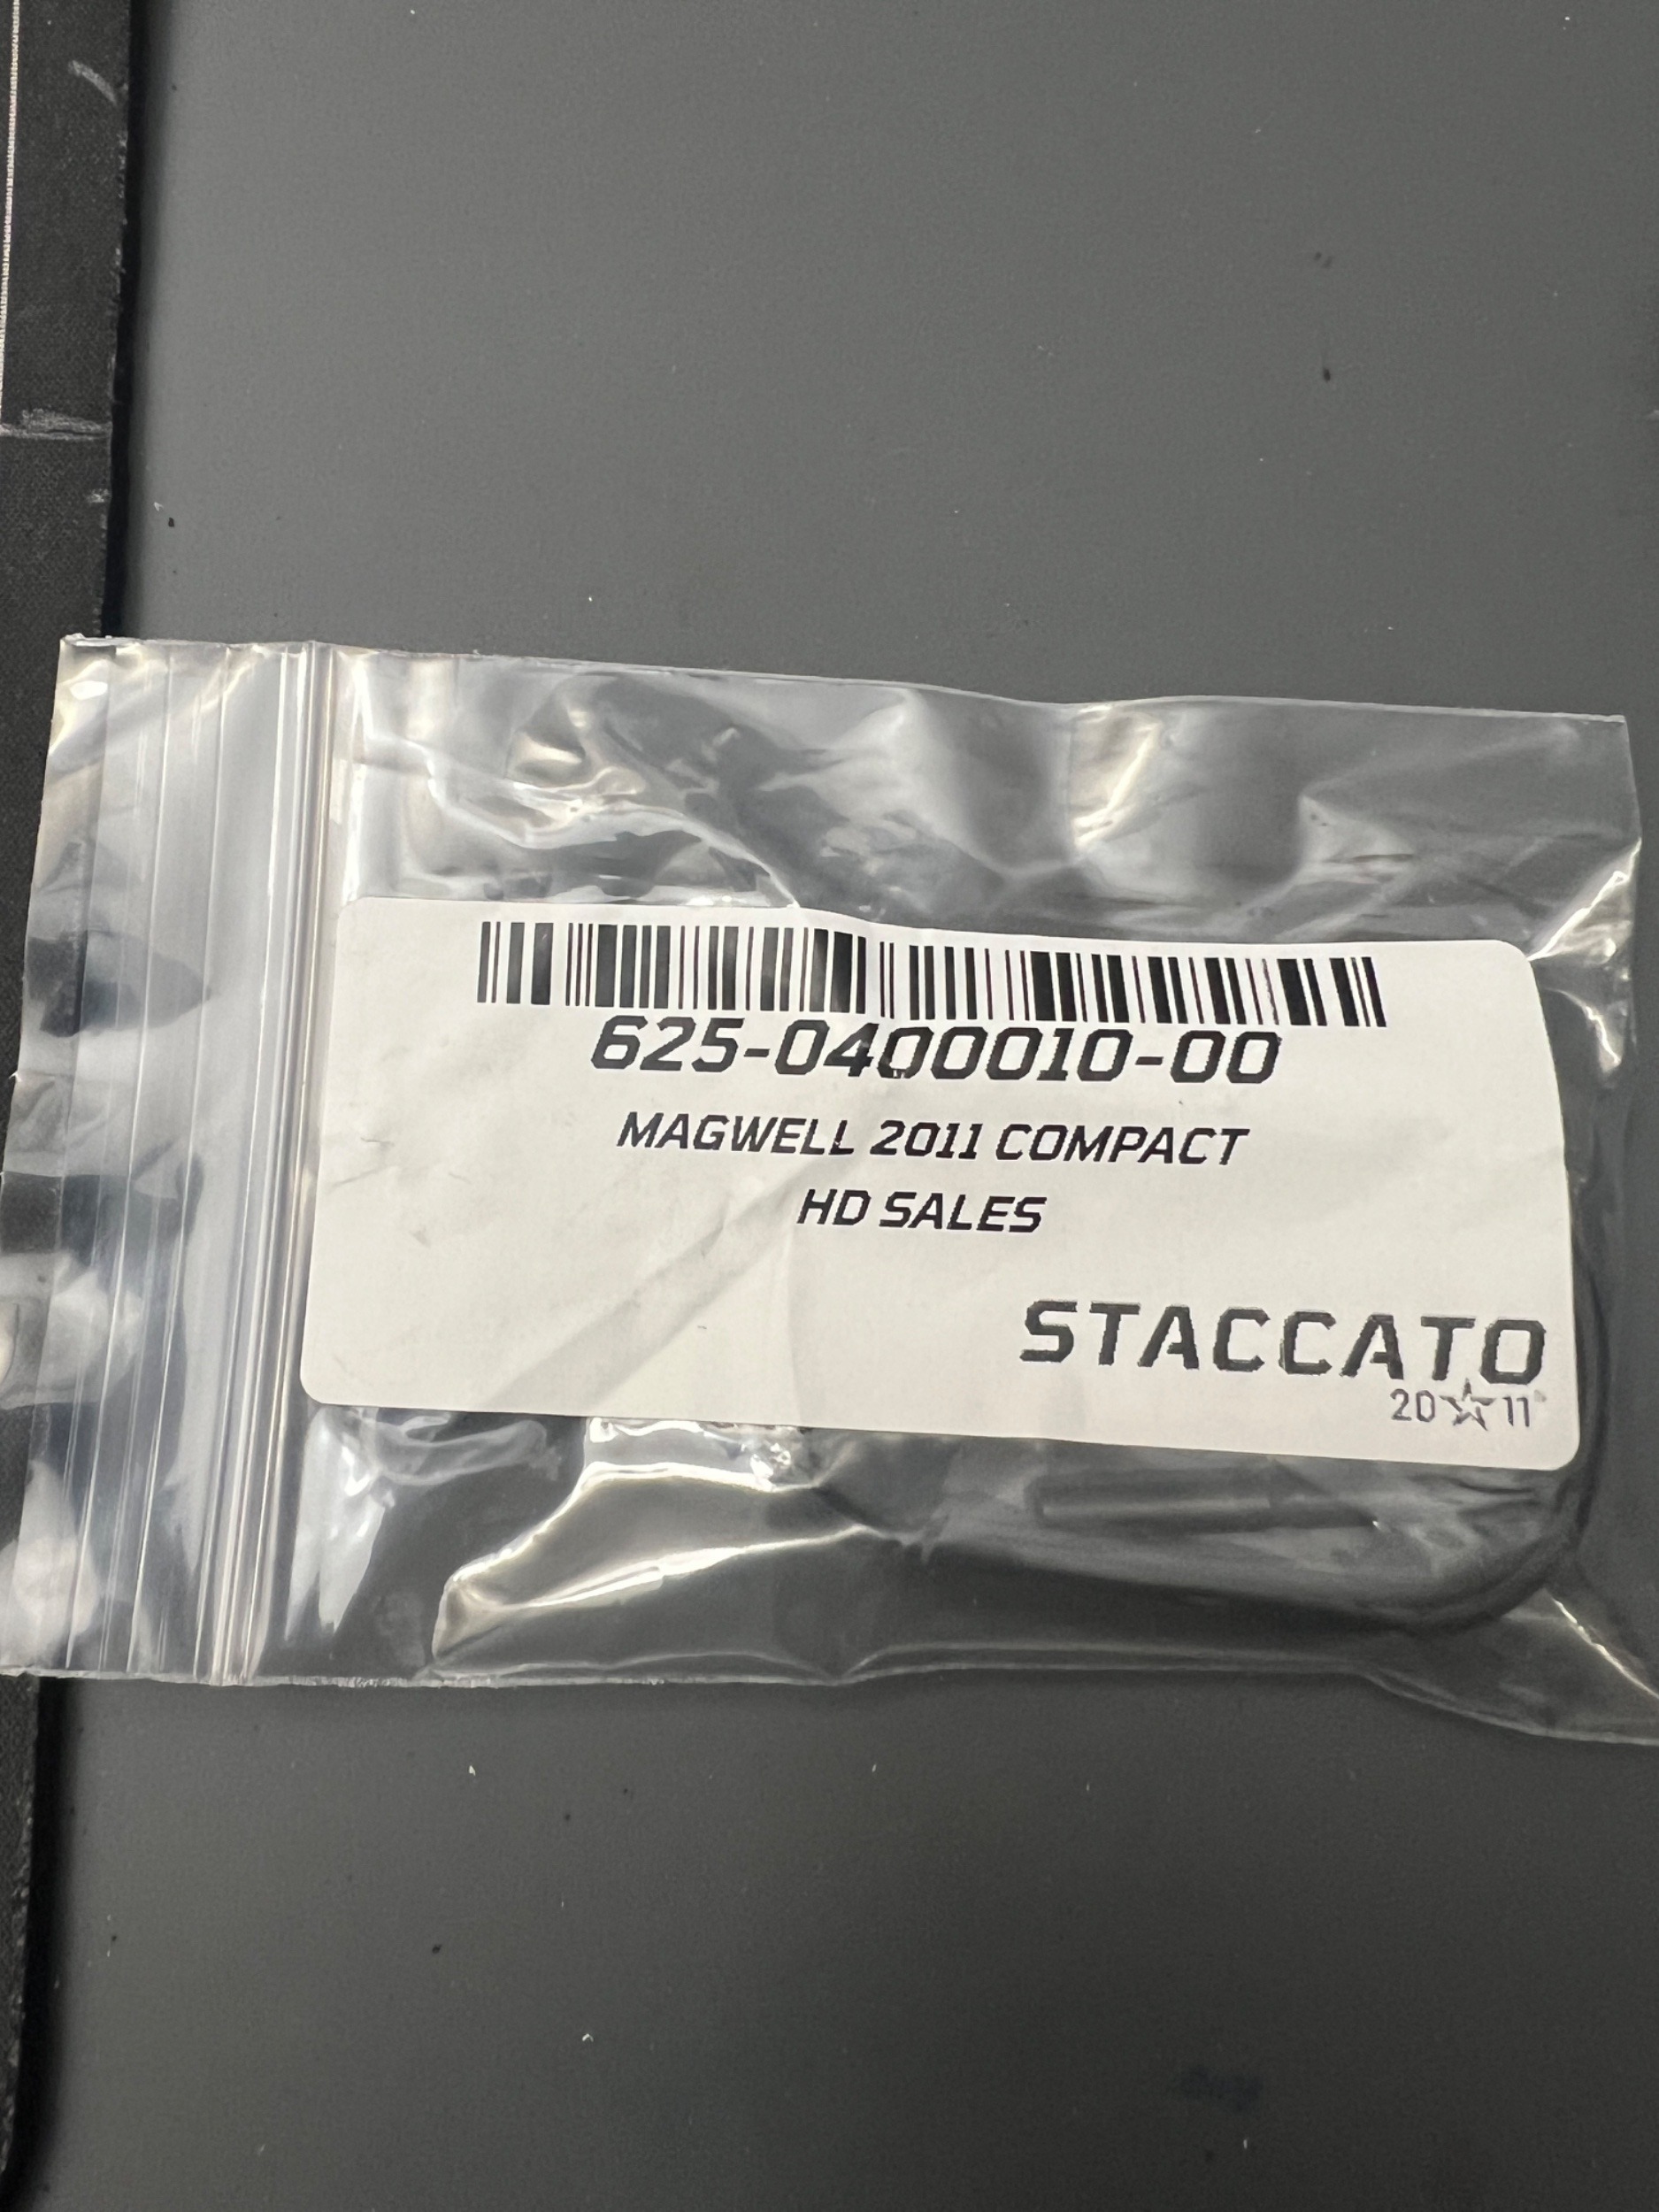 625-0400010-00
MAGWELL 2011 COMPACT
HD SALES
STACCATO
20☆11